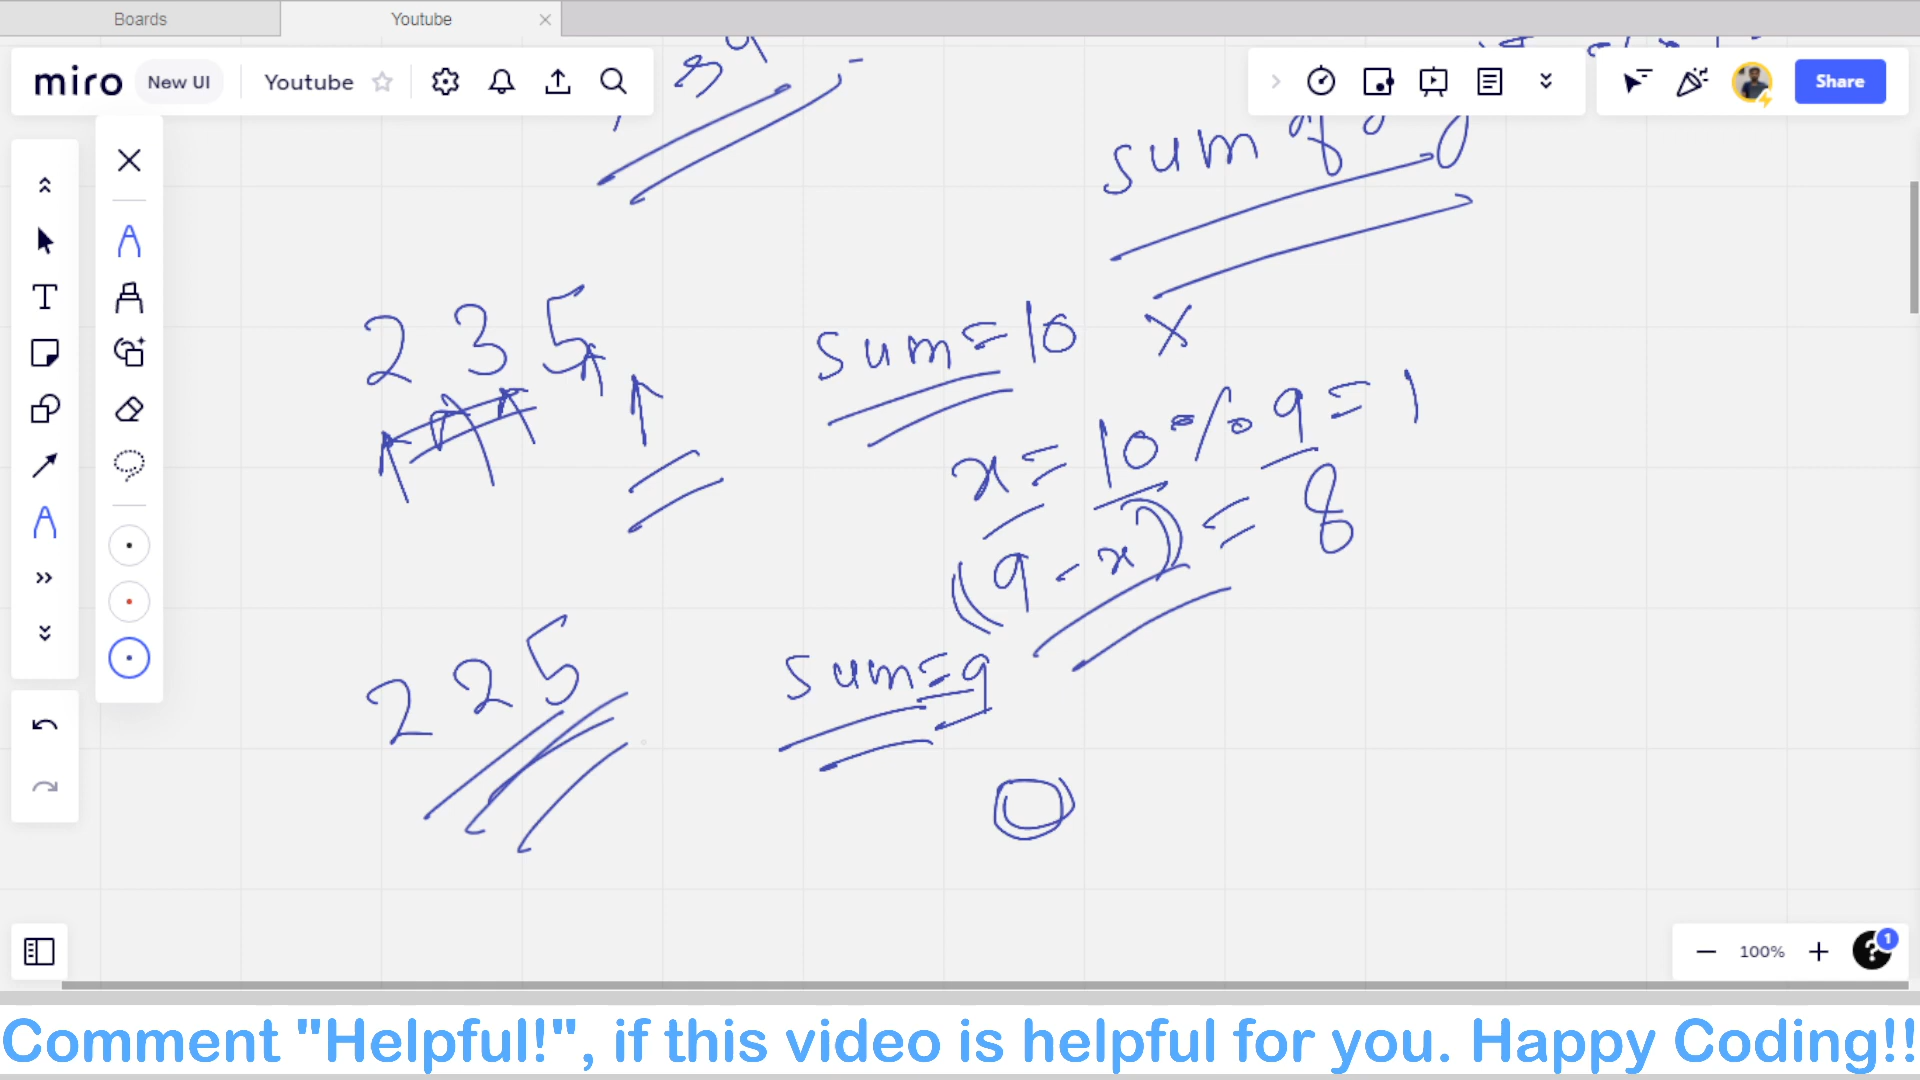 Boards Youtube
miro New UI Youtube Share
sum of
2 3 5 sum = 10 x
x = 10 % 9 = 1
(9 - x) = 8
2 2 5 sum = 9
0
100% 1
Comment "Helpful!", if this video is helpful for you. Happy Coding!!